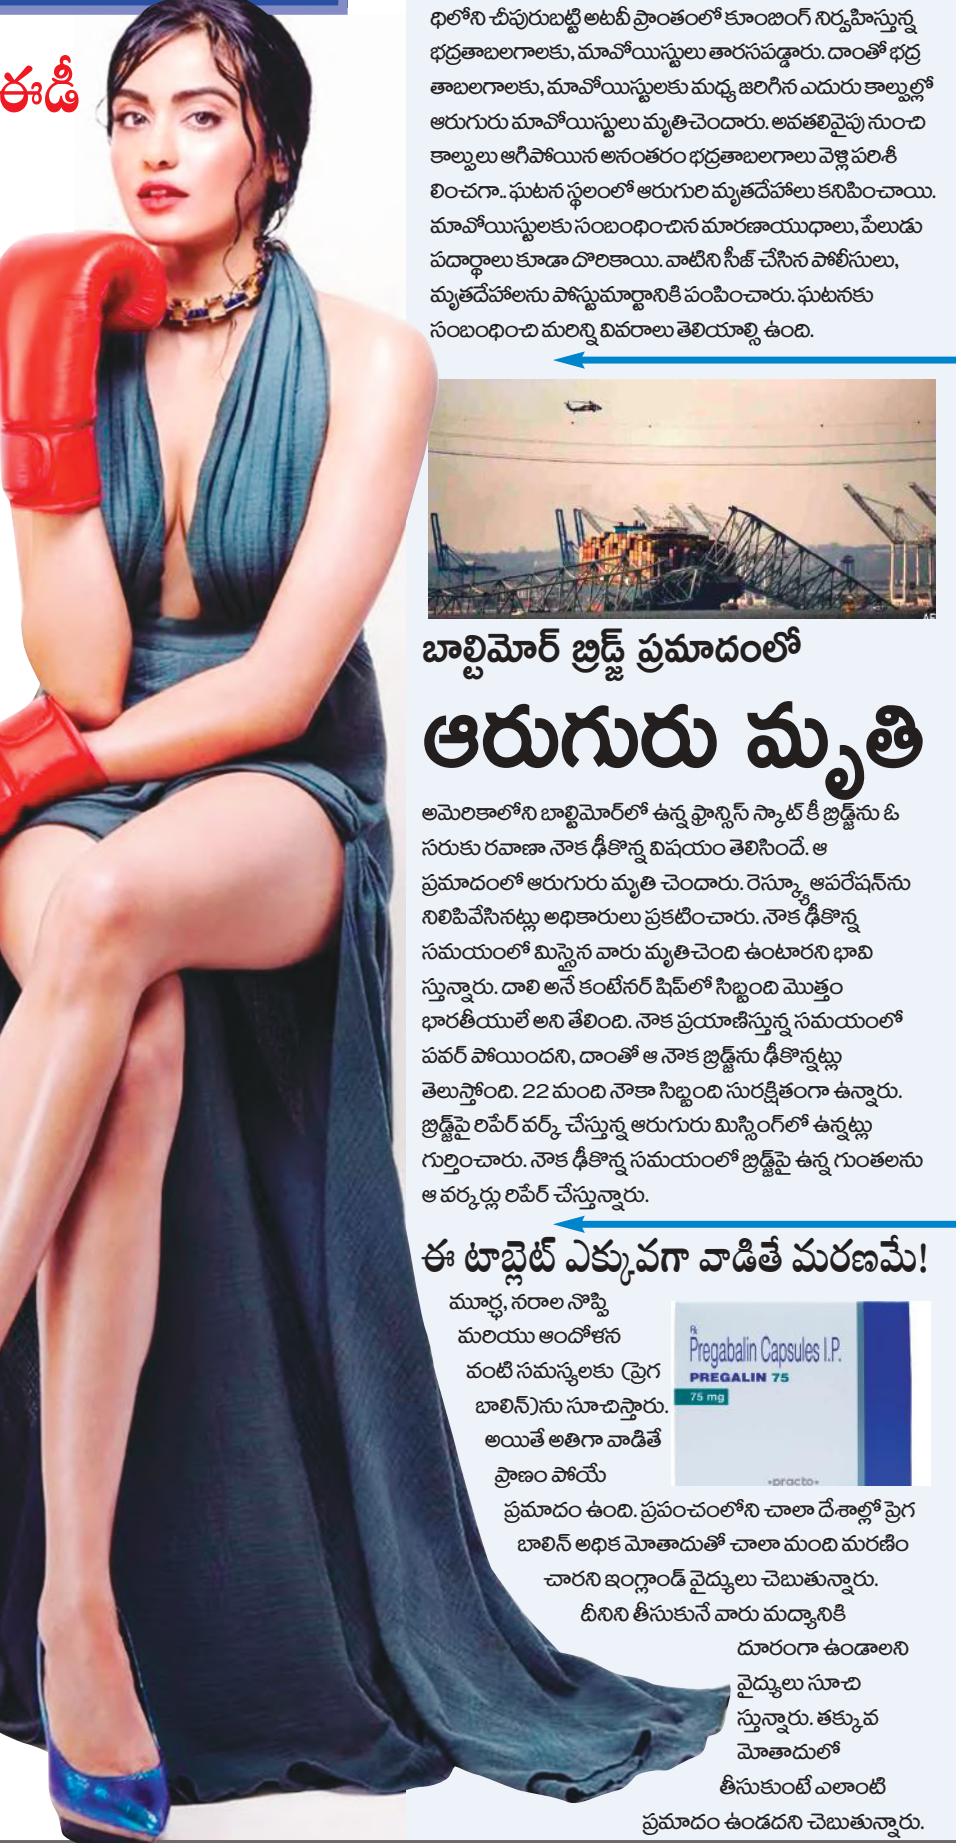 ఈడీ
థిలోని చీపురుబట్టి అటవీ ప్రాంతంలో కూంబింగ్ నిర్వహిస్తున్న
భద్రతాబలగాలకు, మావోయిస్టులు తారసపడ్డారు. దాంతో భద్ర
తాబలగాలకు, మావోయిస్టులకు మధ్య జరిగిన ఎదురు కాల్పుల్లో
ఆరుగురు మావోయిస్టులు మృతిచెందారు. అవతలివైపు నుంచి
కాల్పులు ఆగిపోయిన అనంతరం భద్రతాబలగాలు వెళ్లి పరిశీ
లించగా.. ఘటన స్థలంలో ఆరుగురి మృతదేహాలు కనిపించాయి.
మావోయిస్టులకు సంబంధించిన మారణాయుధాలు, పేలుడు
పదార్థాలు కూడా దొరికాయి. వాటిని సీజ్ చేసిన పోలీసులు,
మృతదేహాలను పోస్టుమార్టానికి పంపించారు. ఘటనకు
సంబంధించి మరిన్ని వివరాలు తెలియాల్సి ఉంది.
బాల్టిమోర్ బ్రిడ్జ్ ప్రమాదంలో
ఆరుగురు మృతి
అమెరికాలోని బాల్టిమోర్‌లో ఉన్న ఫ్రాన్సిస్ స్కాట్ కీ బ్రిడ్జ్‌ను ఓ
సరుకు రవాణా నౌక ఢీకొన్న విషయం తెలిసిందే. ఆ
ప్రమాదంలో ఆరుగురు మృతి చెందారు. రెస్క్యూ ఆపరేషన్‌ను
నిలిపివేసినట్లు అధికారులు ప్రకటించారు. నౌక ఢీకొన్న
సమయంలో మిస్సైన వారు మృతిచెంది ఉంటారని భావి
స్తున్నారు. దాలి అనే కంటేనర్ షిప్‌లో సిబ్బంది మొత్తం
భారతీయులే అని తేలింది. నౌక ప్రయాణిస్తున్న సమయంలో
పవర్ పోయిందని, దాంతో ఆ నౌక బ్రిడ్జ్‌ను ఢీకొన్నట్లు
తెలుస్తోంది. 22 మంది నౌకా సిబ్బంది సురక్షితంగా ఉన్నారు.
బ్రిడ్జ్‌పై రిపేర్ వర్క్ చేస్తున్న ఆరుగురు మిస్సింగ్‌లో ఉన్నట్లు
గుర్తించారు. నౌక ఢీకొన్న సమయంలో బ్రిడ్జ్‌పై ఉన్న గుంతలను
ఆ వర్కర్లు రిపేర్ చేస్తున్నారు.
ఈ టాబ్లెట్ ఎక్కువగా వాడితే మరణమే!
మూర్ఛ, నరాల నొప్పి
మరియు ఆందోళన
వంటి సమస్యలకు (ప్రెగ
బాలిన్)ను సూచిస్తారు.
అయితే అతిగా వాడితే
ప్రాణం పోయే
Rx
Pregabalin Capsules I.P.
PREGALIN 75
75 mg
•practo•
ప్రమాదం ఉంది. ప్రపంచంలోని చాలా దేశాల్లో ప్రెగ
బాలిన్ అధిక మోతాదుతో చాలా మంది మరణిం
చారని ఇంగ్లాండ్ వైద్యులు చెబుతున్నారు.
దీనిని తీసుకునే వారు మద్యానికి
దూరంగా ఉండాలని
వైద్యులు సూచి
స్తున్నారు. తక్కువ
మోతాదులో
తీసుకుంటే ఎలాంటి
ప్రమాదం ఉండదని చెబుతున్నారు.